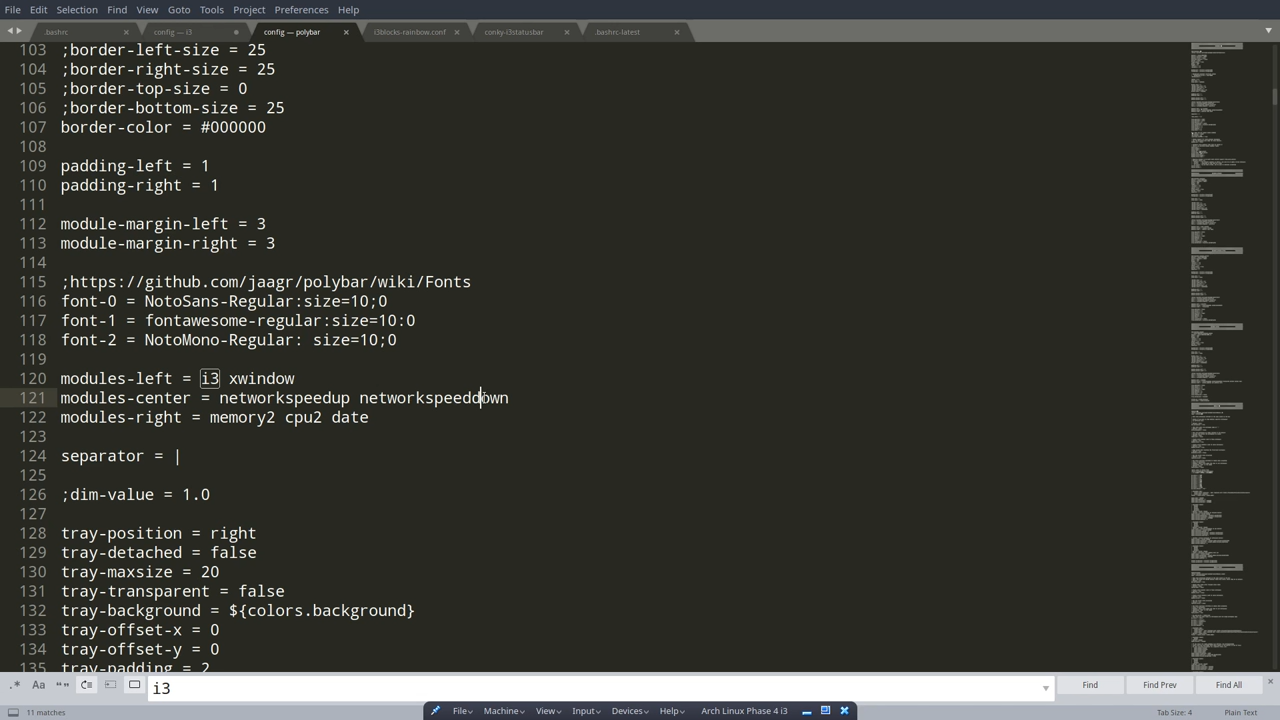 File Edit Selection Find View Goto Tools Project Preferences Help
.bashrc × config — i3 config — polybar × i3blocks-rainbow.conf × conky-i3statusbar × .bashrc-latest ×
103 ;border-left-size = 25
104 ;border-right-size = 25
105 ;border-top-size = 0
106 ;border-bottom-size = 25
107 border-color = #000000
108
109 padding-left = 1
110 padding-right = 1
111
112 module-margin-left = 3
113 module-margin-right = 3
114
115 ;https://github.com/jaagr/polybar/wiki/Fonts
116 font-0 = NotoSans-Regular:size=10;0
117 font-1 = fontawesome-regular:size=10:0
118 font-2 = NotoMono-Regular: size=10;0
119
120 modules-left = i3 xwindow
121 modules-center = networkspeedup networkspeeddown
122 modules-right = memory2 cpu2 date
123
124 separator = |
125
126 ;dim-value = 1.0
127
128 tray-position = right
129 tray-detached = false
130 tray-maxsize = 20
131 tray-transparent = false
132 tray-background = ${colors.background}
133 tray-offset-x = 0
134 tray-offset-y = 0
135 tray-padding = 2
.* Aa “” i3 Find Find Prev Find All ×
11 matches File Machine View Input Devices Help Arch Linux Phase 4 i3 Tab Size: 4 Plain Text